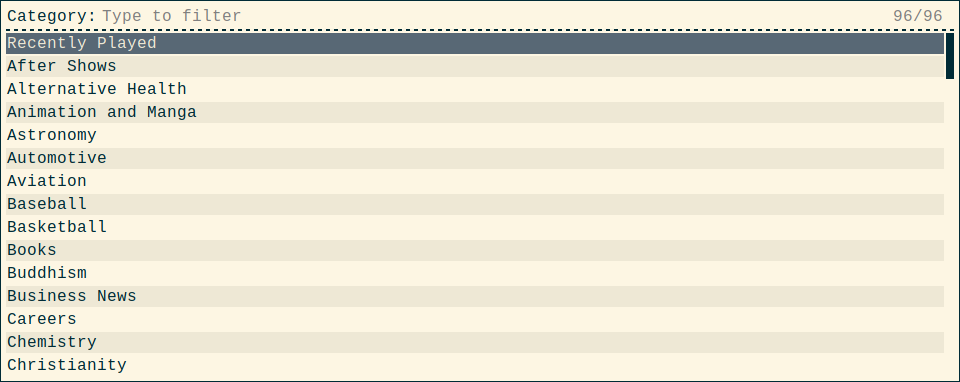 Category: Type to filter 96/96
Recently Played
After Shows
Alternative Health
Animation and Manga
Astronomy
Automotive
Aviation
Baseball
Basketball
Books
Buddhism
Business News
Careers
Chemistry
Christianity